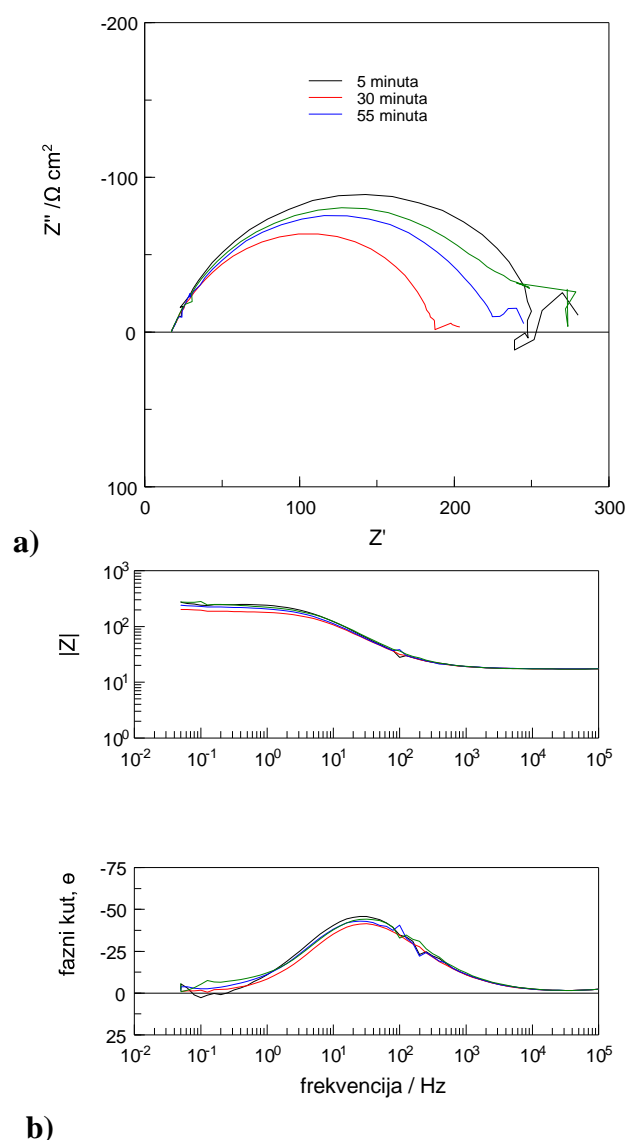 -200
-100
0
100
Z'' /Ω cm²
5 minuta
30 minuta
55 minuta
0 100 200 300
Z'
a)
10³
10²
10¹
10⁰
|Z|
10⁻² 10⁻¹ 10⁰ 10¹ 10² 10³ 10⁴ 10⁵
-75
-50
-25
0
25
fazni kut, ɵ
10⁻² 10⁻¹ 10⁰ 10¹ 10² 10³ 10⁴ 10⁵
frekvencija / Hz
b)